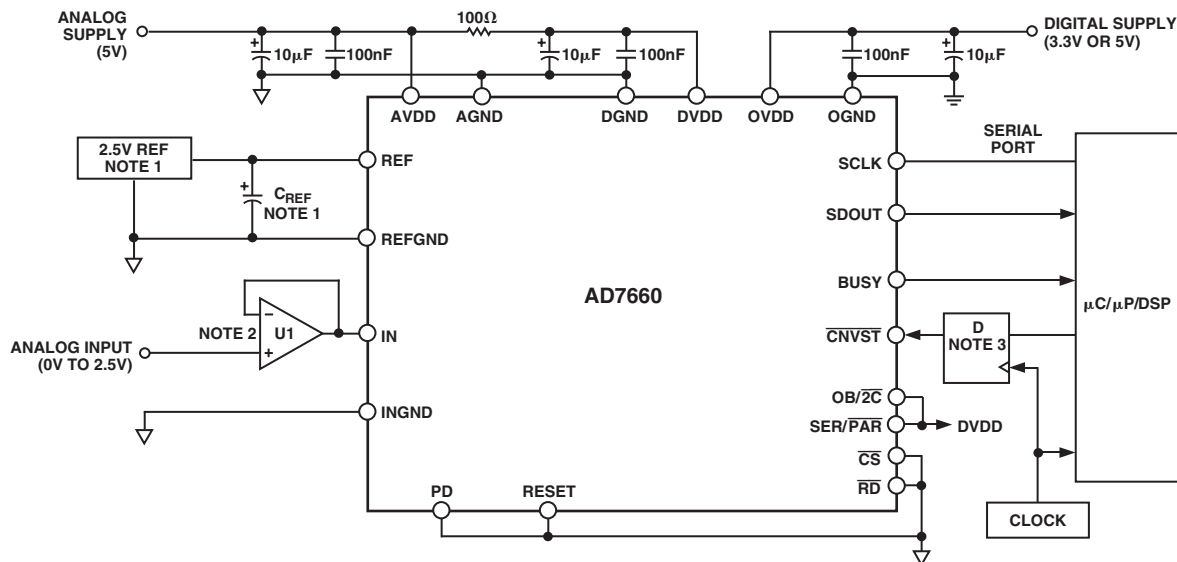 ANALOG
SUPPLY
(5V)
100Ω
DIGITAL SUPPLY
(3.3V OR 5V)
+
10μF
100nF
+
10μF
100nF
100nF
+
10μF
AVDD
AGND
DGND
DVDD
OVDD
OGND
2.5V REF
NOTE 1
REF
+
CREF
NOTE 1
REFGND
NOTE 2
−
U1
+
IN
ANALOG INPUT
(0V TO 2.5V)
INGND
AD7660
PD
RESET
SERIAL
PORT
SCLK
SDOUT
BUSY
CNVST
D
NOTE 3
μC/μP/DSP
OB/2C
SER/PAR
DVDD
CS
RD
CLOCK